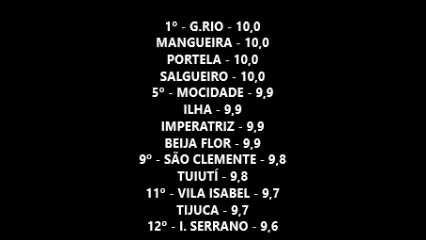 1º - G.RIO - 10,0
MANGUEIRA - 10,0
PORTELA - 10,0
SALGUEIRO - 10,0
5º - MOCIDADE - 9,9
ILHA - 9,9
IMPERATRIZ - 9,9
BEIJA FLOR - 9,9
9º - SÃO CLEMENTE - 9,8
TUIUTÍ - 9,8
11º - VILA ISABEL - 9,7
TIJUCA - 9,7
12º - I. SERRANO - 9,6